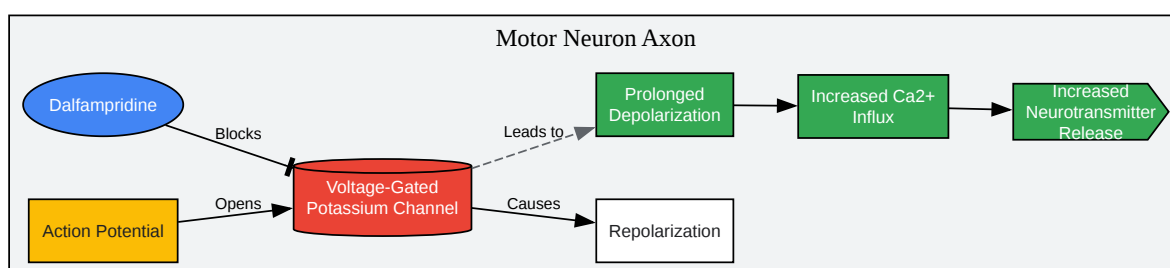 Motor Neuron Axon
Dalfampridine
Blocks
Action Potential
Opens
Voltage-Gated
Potassium Channel
Leads to
Causes
Prolonged
Depolarization
Repolarization
Increased Ca2+
Influx
Increased
Neurotransmitter
Release